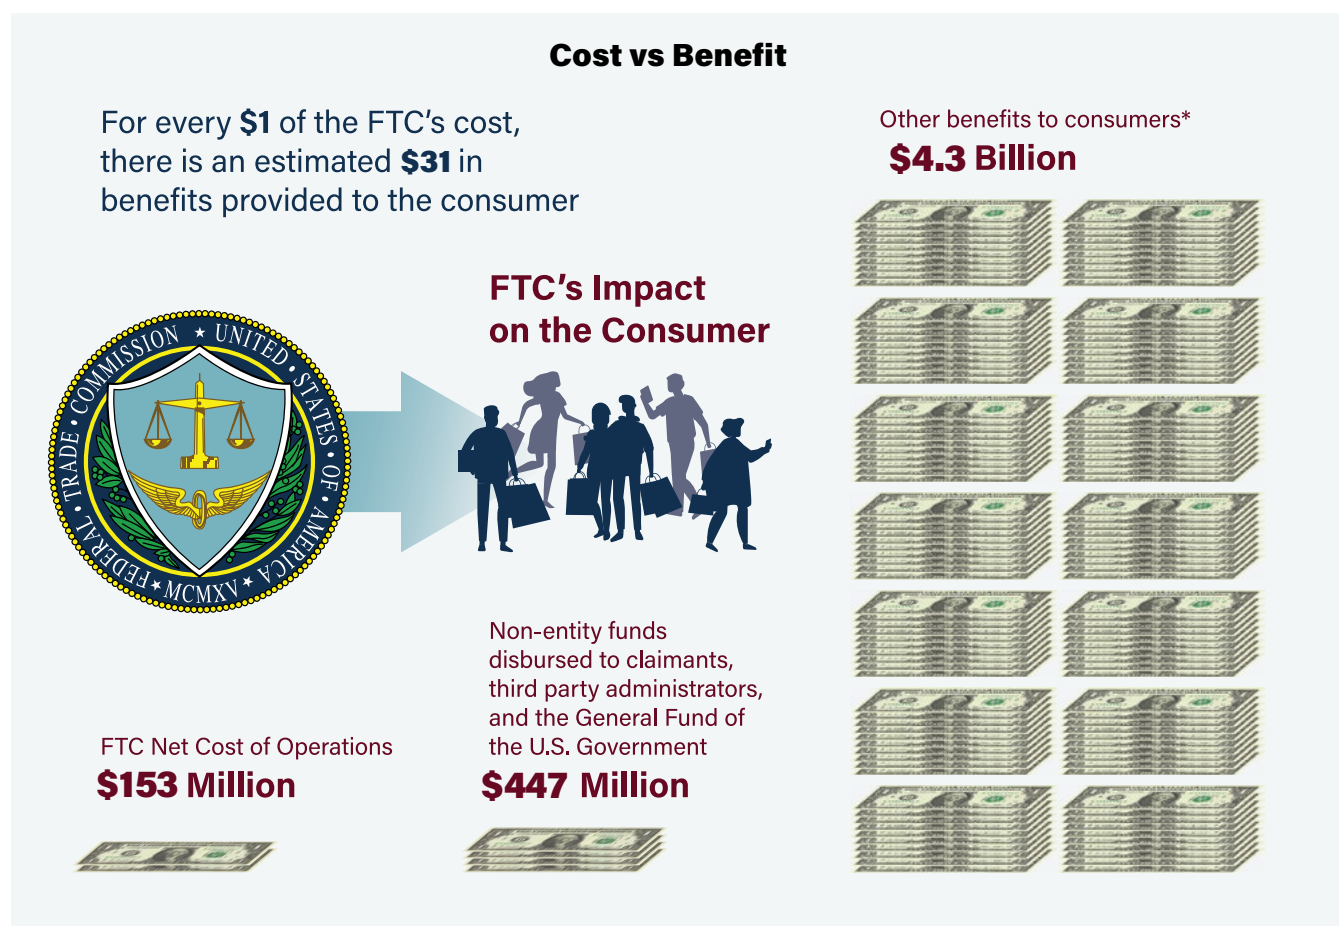 Cost vs Benefit
For every $1 of the FTC's cost,
there is an estimated $31 in
benefits provided to the consumer
Other benefits to consumers*
$4.3 Billion
FTC's Impact
on the Consumer
FEDERAL • TRADE • COMMISSION ★ UNITED • STATES • OF • AMERICA ★ MCMXV ★
Non-entity funds
disbursed to claimants,
third party administrators,
and the General Fund of
the U.S. Government
$447 Million
FTC Net Cost of Operations
$153 Million